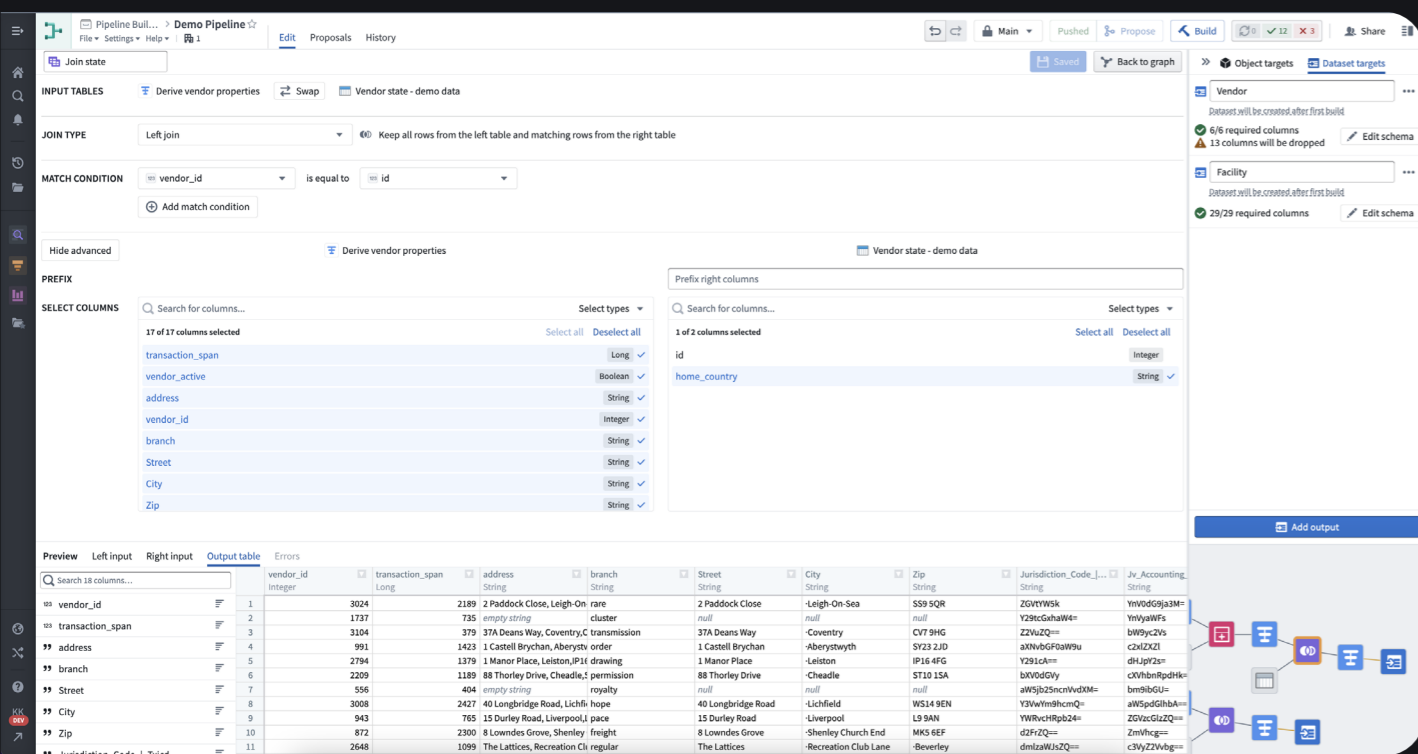 Pipeline Buil... > Demo Pipeline
File Settings Help 1
Edit Proposals History
Main Pushed Propose Build 0 12 3 Share
Join state
Saved Back to graph
INPUT TABLES Derive vendor properties Swap Vendor state - demo data
JOIN TYPE Left join Keep all rows from the left table and matching rows from the right table
MATCH CONDITION 123 vendor_id is equal to 123 id
Add match condition
Hide advanced Derive vendor properties Vendor state - demo data
PREFIX Prefix right columns
SELECT COLUMNS Search for columns... Select types Search for columns... Select types
17 of 17 columns selected Select all Deselect all 1 of 2 columns selected Select all Deselect all
transaction_span Long id Integer
vendor_active Boolean home_country String
address String
vendor_id Integer
branch String
Street String
City String
Zip String
Object targets Dataset targets
Vendor
Dataset will be created after first build
6/6 required columns
13 columns will be dropped
Edit schema
Facility
Dataset will be created after first build
29/29 required columns Edit schema
Add output
Preview Left input Right input Output table Errors
Search 18 columns...
123 vendor_id
123 transaction_span
address
branch
Street
City
Zip
vendor_id transaction_span address branch Street City Zip Jurisdiction_Code_|... Jv_Accounting_
Integer Long String String String String String String String
1 3024 2189 2 Paddock Close, Leigh-On- rare 2 Paddock Close -Leigh-On-Sea SS9 5QR ZGVtYW5k YnV0dG9ja3M=
2 1737 735 empty string cluster null null null Y29tcGxhaW4= YnVyaWFs
3 3104 379 37A Deans Way, Coventry,C transmission 37A Deans Way -Coventry CV7 9HG Z2VuZQ== bW9yc2Vs
4 991 1423 1 Castell Brychan, Aberystw order 1 Castell Brychan -Aberystwyth SY23 2JD aXNvbGF0aW9u c2xlZXZl
5 2794 1379 1 Manor Place, Leiston,IP16 drawing 1 Manor Place -Leiston IP16 4FG Y291cA== dHJpY2s=
6 2209 1189 88 Thorley Drive, Cheadle,S permission 88 Thorley Drive -Cheadle ST10 1SA bXV0dGVy cXVhbnRpdHk=
7 556 404 empty string royalty null null null aW5jb25jcnVvdXM= bm9ibGU=
8 3008 2427 40 Longbridge Road, Lichfi hope 40 Longbridge Road -Lichfield WS14 9EN Y3VwYm9hcmQ= aW5pdGlhbA==
9 943 765 15 Durley Road, Liverpool,L pace 15 Durley Road -Liverpool L9 9AN YWRvcHRpb24= ZGVzcGlzZQ==
10 872 2300 8 Lowndes Grove, Shenley freight 8 Lowndes Grove -Shenley Church End MK5 6EF d2FrZQ== ZmVhcg==
11 2648 1099 The Lattices, Recreation Cl regular The Lattices -Recreation Club Lane -Beverley dmlzaWJsZQ== c3VyZ2Vvbg==
KK
DEV